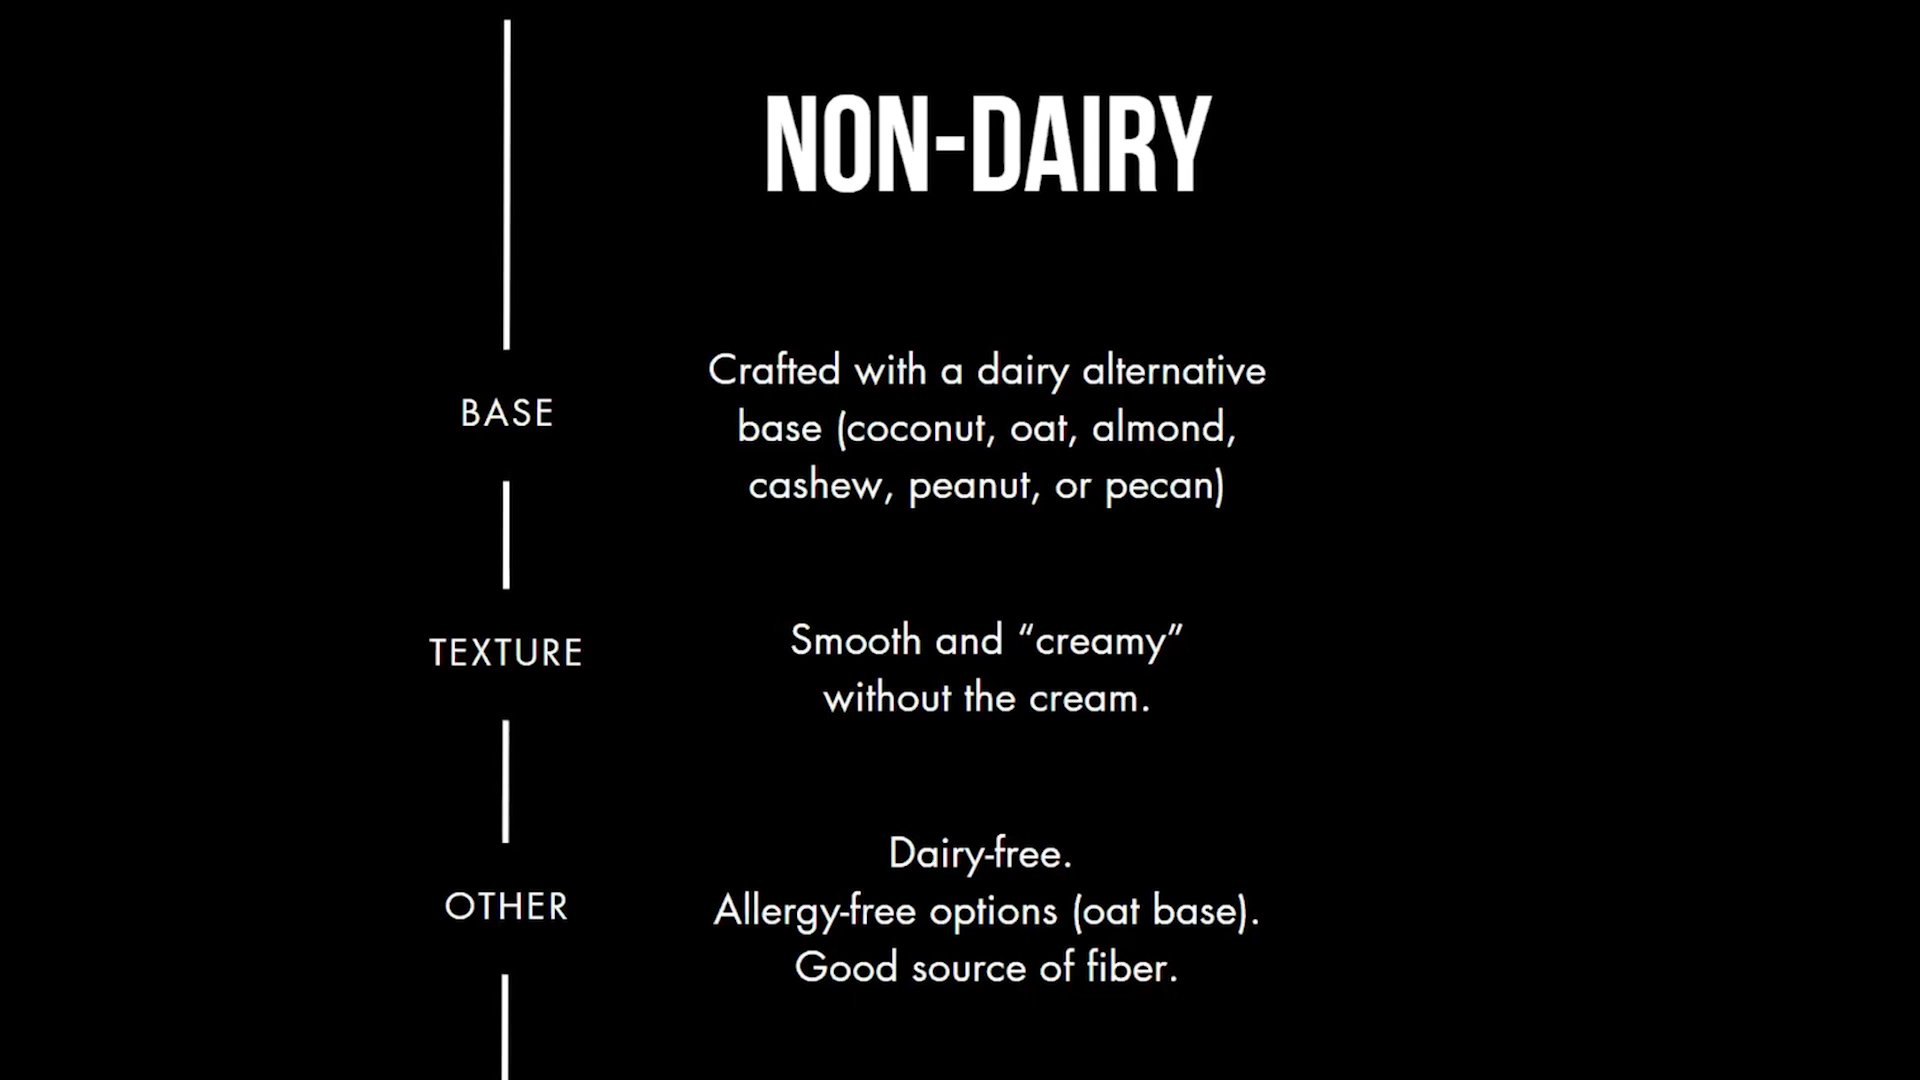 NON-DAIRY
BASE
Crafted with a dairy alternative
base (coconut, oat, almond,
cashew, peanut, or pecan)
TEXTURE
Smooth and “creamy”
without the cream.
OTHER
Dairy-free.
Allergy-free options (oat base).
Good source of fiber.